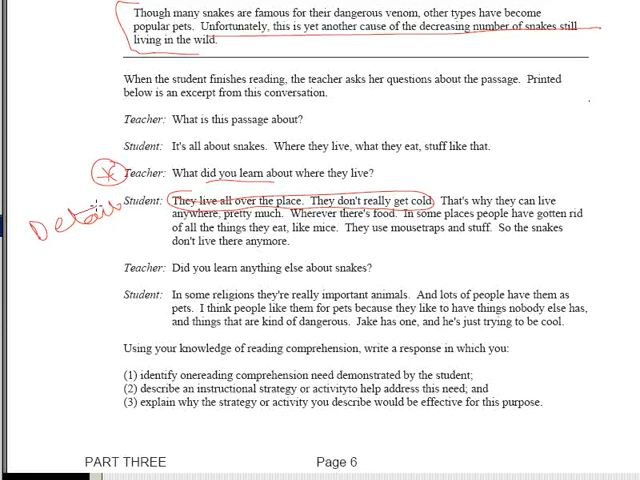 Though many snakes are famous for their dangerous venom, other types have become
popular pets. Unfortunately, this is yet another cause of the decreasing number of snakes still
living in the wild.
When the student finishes reading, the teacher asks her questions about the passage. Printed
below is an excerpt from this conversation.
Teacher: What is this passage about?
Student: It's all about snakes. Where they live, what they eat, stuff like that.
Teacher: What did you learn about where they live?
Details
Student: They live all over the place. They don't really get cold. That's why they can live
anywhere, pretty much. Wherever there's food. In some places people have gotten rid
of all the things they eat, like mice. They use mousetraps and stuff. So the snakes
don't live there anymore.
Teacher: Did you learn anything else about snakes?
Student: In some religions they're really important animals. And lots of people have them as
pets. I think people like them for pets because they like to have things nobody else has,
and things that are kind of dangerous. Jake has one, and he's just trying to be cool.
Using your knowledge of reading comprehension, write a response in which you:
(1) identify onereading comprehension need demonstrated by the student;
(2) describe an instructional strategy or activityto help address this need; and
(3) explain why the strategy or activity you describe would be effective for this purpose.
PART THREE Page 6